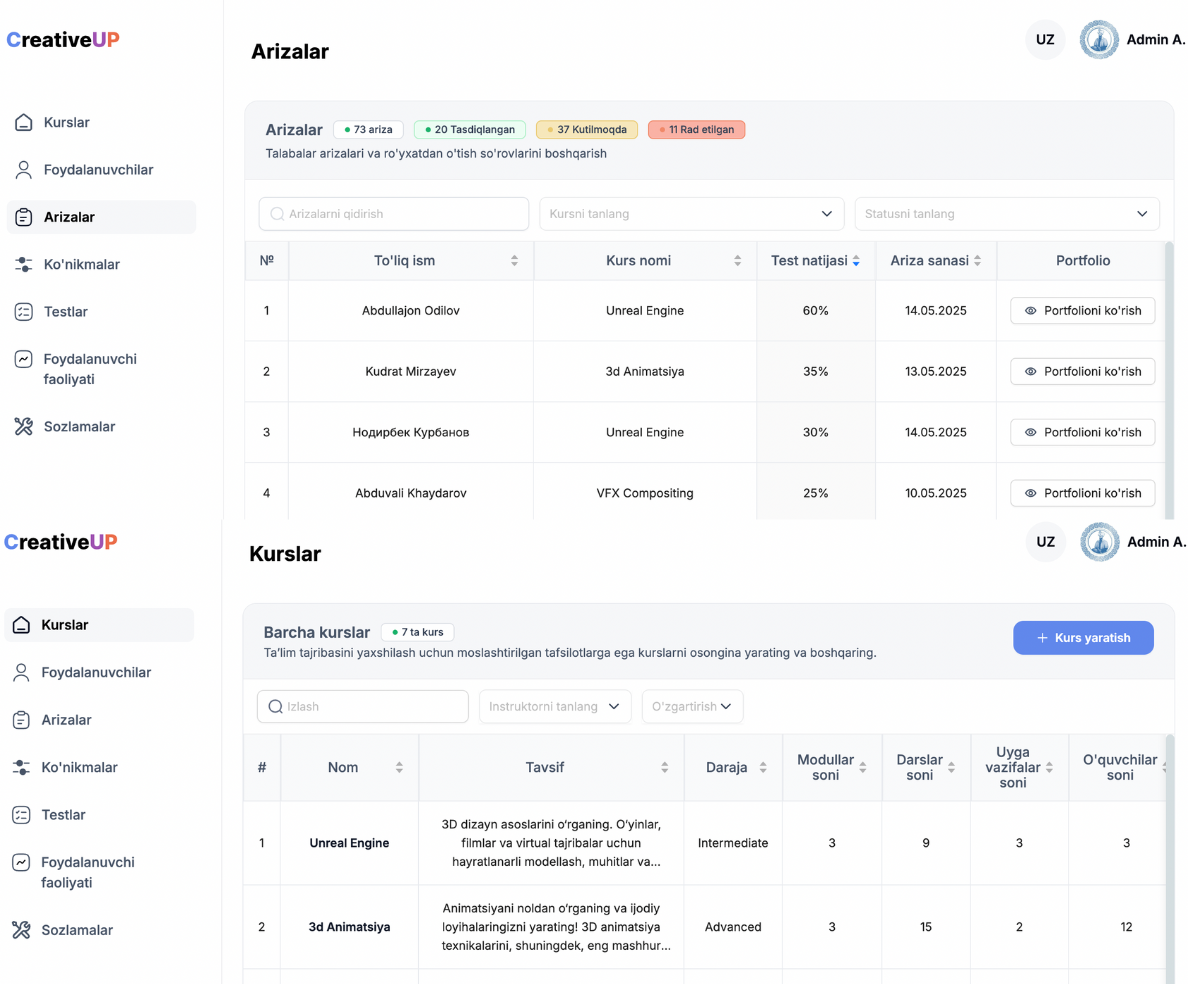 CreativeUP
Arizalar
UZ
Admin A.
Kurslar
Foydalanuvchilar
Arizalar
Ko'nikmalar
Testlar
Foydalanuvchi
faoliyati
Sozlamalar
Arizalar 73 ariza 20 Tasdiqlangan 37 Kutilmoqda 11 Rad etilgan
Talabalar arizalari va ro'yxatdan o'tish so'rovlarini boshqarish
Arizalarni qidirish Kursni tanlang Statusni tanlang
№ To'liq ism Kurs nomi Test natijasi Ariza sanasi Portfolio
1 Abdullajon Odilov Unreal Engine 60% 14.05.2025 Portfolioni ko'rish
2 Kudrat Mirzayev 3d Animatsiya 35% 13.05.2025 Portfolioni ko'rish
3 Нодирбек Курбанов Unreal Engine 30% 14.05.2025 Portfolioni ko'rish
4 Abduvali Khaydarov VFX Compositing 25% 10.05.2025 Portfolioni ko'rish
CreativeUP
Kurslar
UZ
Admin A.
Kurslar
Foydalanuvchilar
Arizalar
Ko'nikmalar
Testlar
Foydalanuvchi
faoliyati
Sozlamalar
Barcha kurslar 7 ta kurs
Ta'lim tajribasini yaxshilash uchun moslashtirilgan tafsilotlarga ega kurslarni osongina yarating va boshqaring.
+ Kurs yaratish
Izlash Instruktorni tanlang O'zgartirish
# Nom Tavsif Daraja Modullar soni Darslar soni Uyga vazifalar soni O'quvchilar soni
1 Unreal Engine
3D dizayn asoslarini o‘rganing. O‘yinlar,
filmlar va virtual tajribalar uchun
hayratlanarli modellash, muhitlar va...
Intermediate 3 9 3 3
2 3d Animatsiya
Animatsiyani noldan o‘rganing va ijodiy
loyihalaringizni yarating! 3D animatsiya
texnikalarini, shuningdek, eng mashhur...
Advanced 3 15 2 12